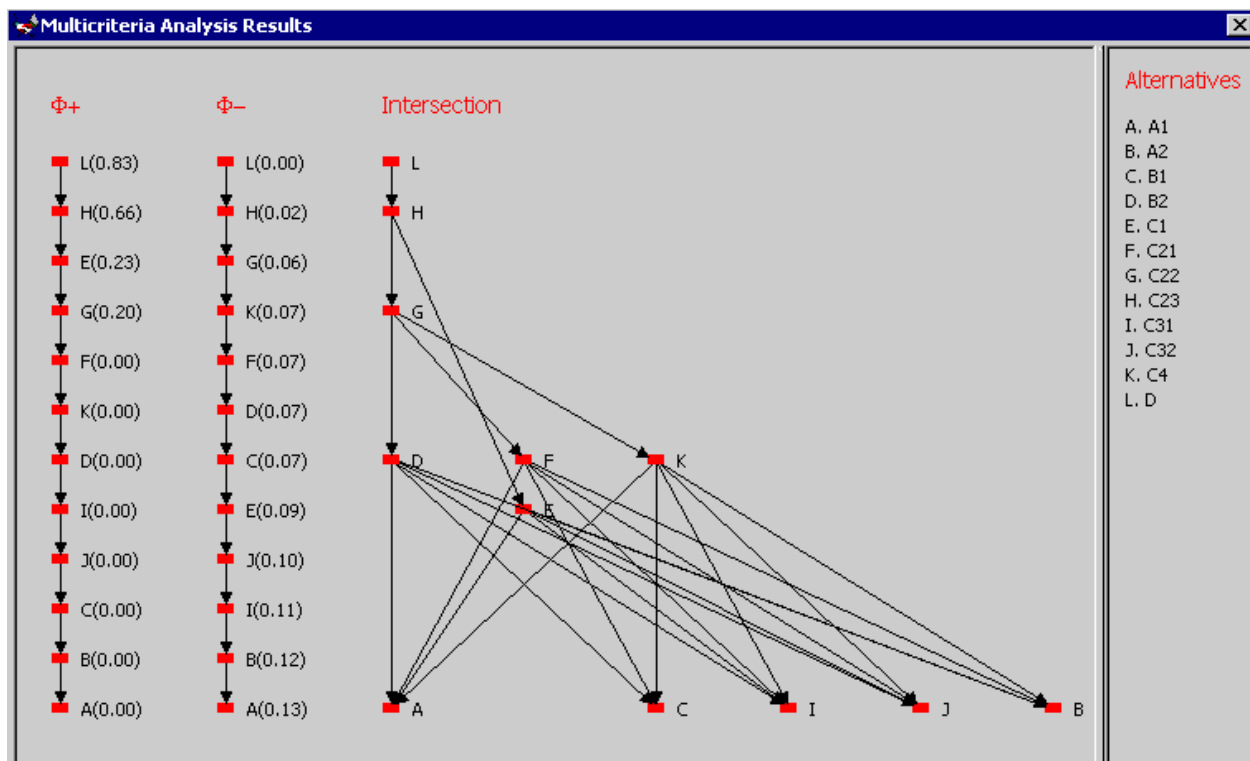 Multicriteria Analysis Results
Φ+ Φ– Intersection
L(0.83) L(0.00) L
H(0.66) H(0.02) H
E(0.23) G(0.06)
G(0.20) K(0.07) G
F(0.00) F(0.07)
K(0.00) D(0.07)
D(0.00) C(0.07) D F K
I(0.00) E(0.09) E
J(0.00) J(0.10)
C(0.00) I(0.11)
B(0.00) B(0.12)
A(0.00) A(0.13) A C I J B
Alternatives
A. A1
B. A2
C. B1
D. B2
E. C1
F. C21
G. C22
H. C23
I. C31
J. C32
K. C4
L. D